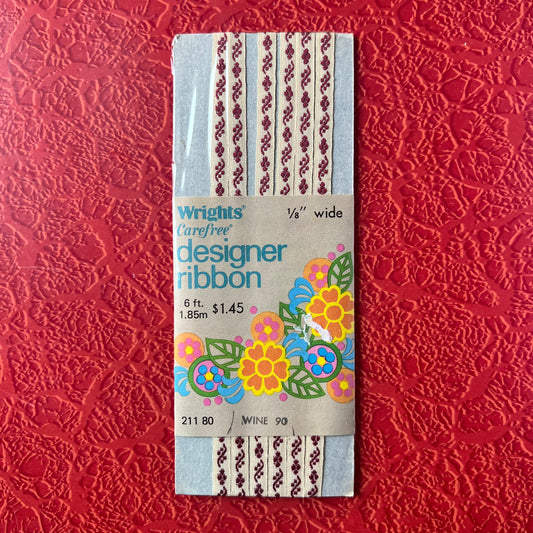 Wrights® 1/8" wide
Carefree®
designer
ribbon
6 ft. $1.45
1.85m
211 80 WINE 90